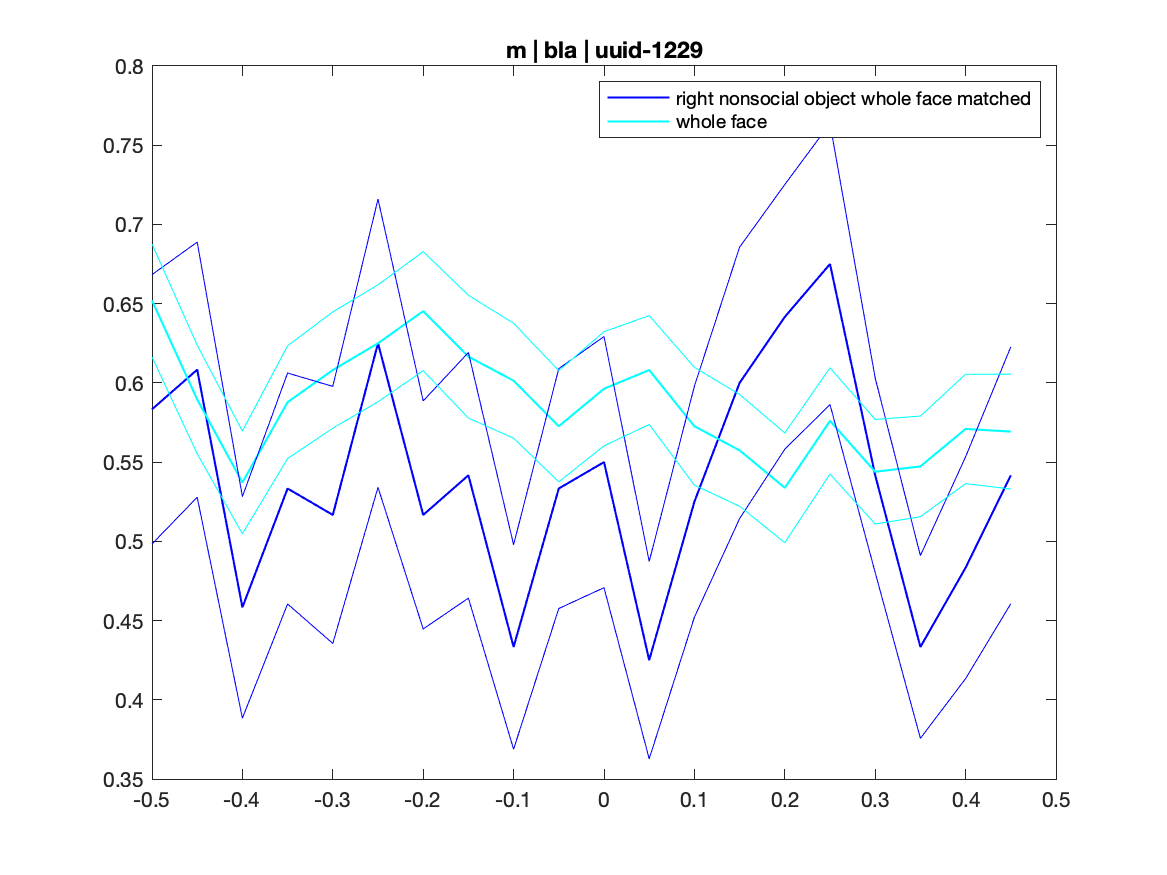 m | bla | uuid-1229
right nonsocial object whole face matched
whole face
0.8
0.75
0.7
0.65
0.6
0.55
0.5
0.45
0.4
0.35
-0.5 -0.4 -0.3 -0.2 -0.1 0 0.1 0.2 0.3 0.4 0.5